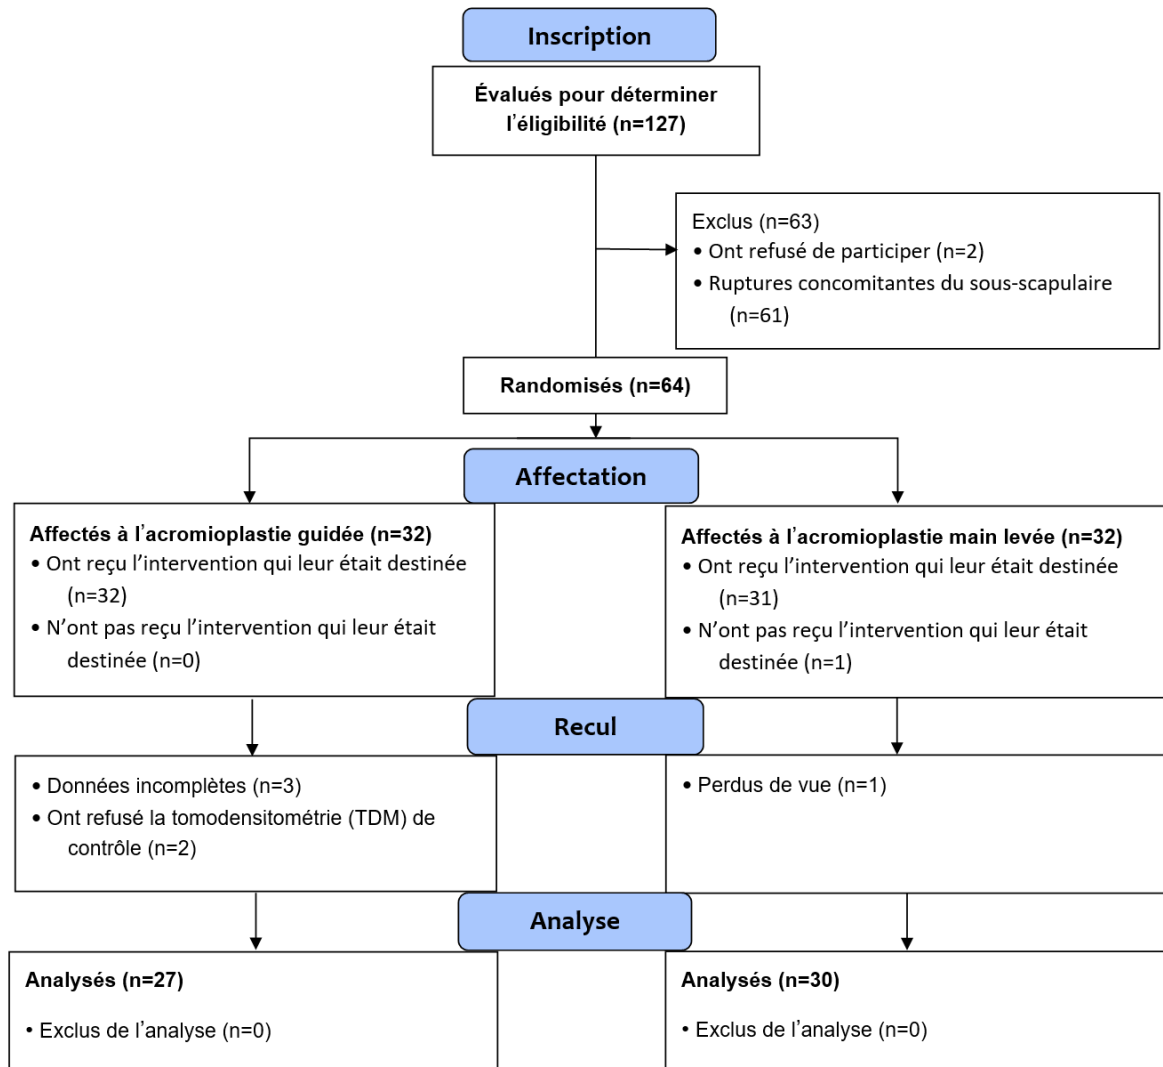 Inscription
Évalués pour déterminer
l’éligibilité (n=127)
Exclus (n=63)
• Ont refusé de participer (n=2)
• Ruptures concomitantes du sous-scapulaire
(n=61)
Randomisés (n=64)
Affectation
Affectés à l’acromioplastie guidée (n=32)
• Ont reçu l’intervention qui leur était destinée
(n=32)
• N’ont pas reçu l’intervention qui leur était
destinée (n=0)
Affectés à l’acromioplastie main levée (n=32)
• Ont reçu l’intervention qui leur était destinée
(n=31)
• N’ont pas reçu l’intervention qui leur était
destinée (n=1)
Recul
• Données incomplètes (n=3)
• Ont refusé la tomodensitométrie (TDM) de
contrôle (n=2)
• Perdus de vue (n=1)
Analyse
Analysés (n=27)
• Exclus de l’analyse (n=0)
Analysés (n=30)
• Exclus de l’analyse (n=0)